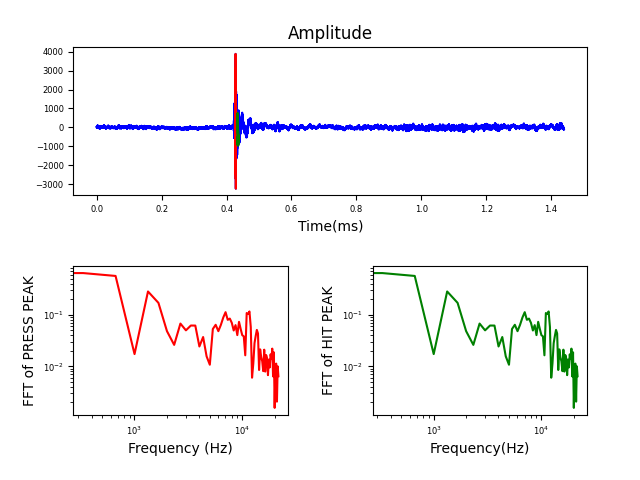 Amplitude
4000
3000
2000
1000
0
−1000
−2000
−3000
0.0 0.2 0.4 0.6 0.8 1.0 1.2 1.4
Time(ms)
FFT of PRESS PEAK
10⁻¹
10⁻²
10³ 10⁴
Frequency (Hz)
FFT of HIT PEAK
10⁻¹
10⁻²
10³ 10⁴
Frequency(Hz)